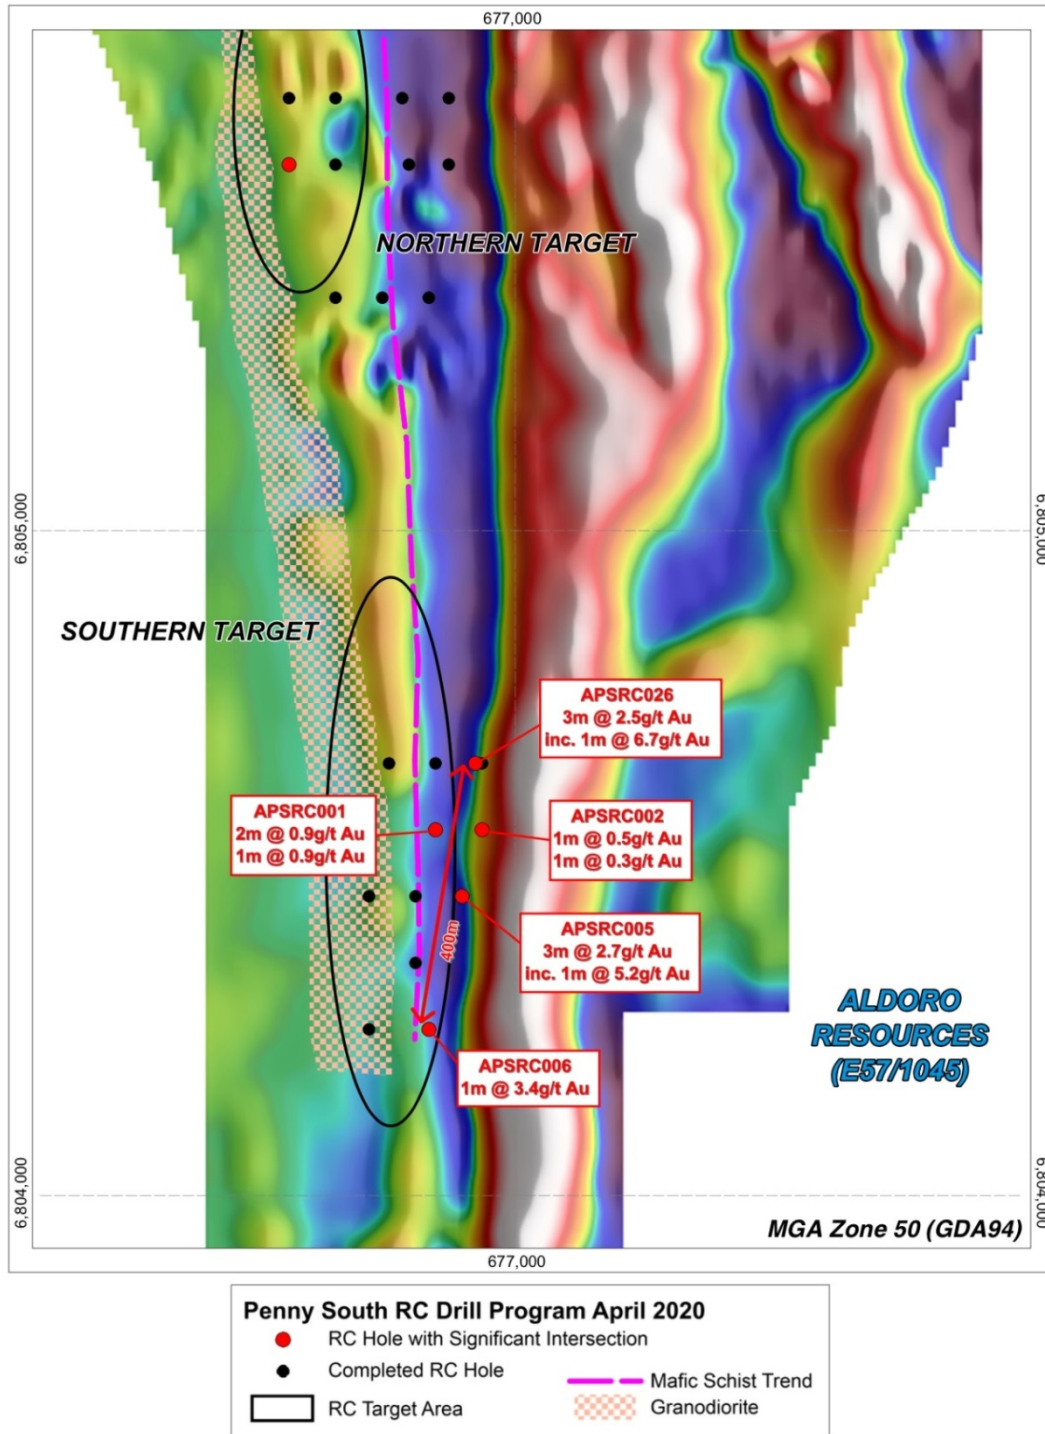 677,000
NORTHERN TARGET
6,805,000
6,805,000
SOUTHERN TARGET
APSRC026
3m @ 2.5g/t Au
inc. 1m @ 6.7g/t Au
APSRC001
2m @ 0.9g/t Au
1m @ 0.9g/t Au
APSRC002
1m @ 0.5g/t Au
1m @ 0.3g/t Au
400m
APSRC005
3m @ 2.7g/t Au
inc. 1m @ 5.2g/t Au
ALDORO
RESOURCES
(E57/1045)
APSRC006
1m @ 3.4g/t Au
6,804,000
6,804,000
MGA Zone 50 (GDA94)
677,000
Penny South RC Drill Program April 2020
RC Hole with Significant Intersection
Completed RC Hole
Mafic Schist Trend
RC Target Area
Granodiorite